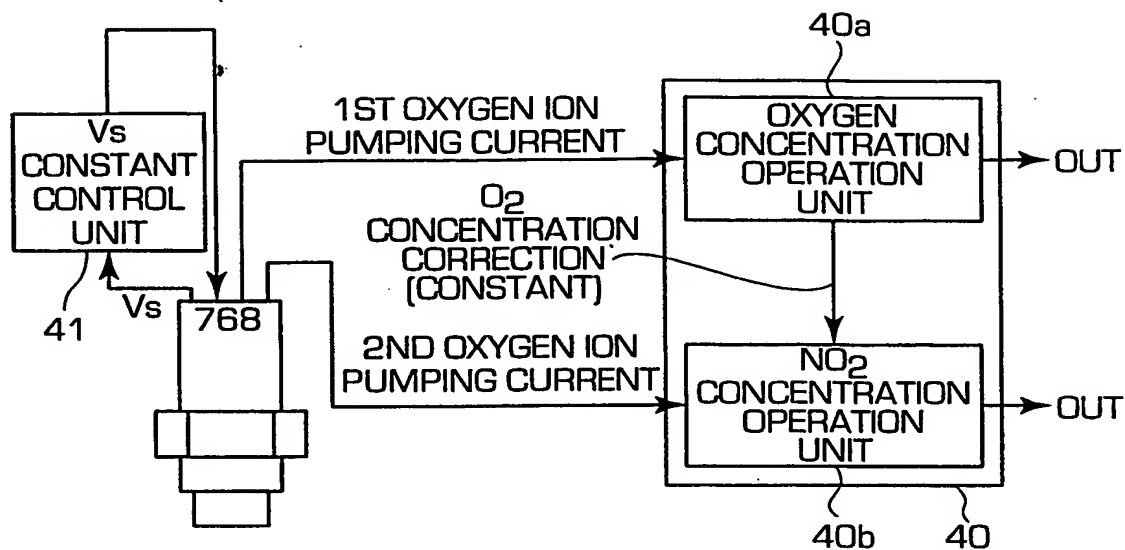 40a
Vs
CONSTANT
CONTROL
UNIT
41
Vs
768
1ST OXYGEN ION
PUMPING CURRENT
O2
CONCENTRATION
CORRECTION
(CONSTANT)
2ND OXYGEN ION
PUMPING CURRENT
OXYGEN
CONCENTRATION
OPERATION
UNIT
OUT
NO2
CONCENTRATION
OPERATION
UNIT
OUT
40b
40